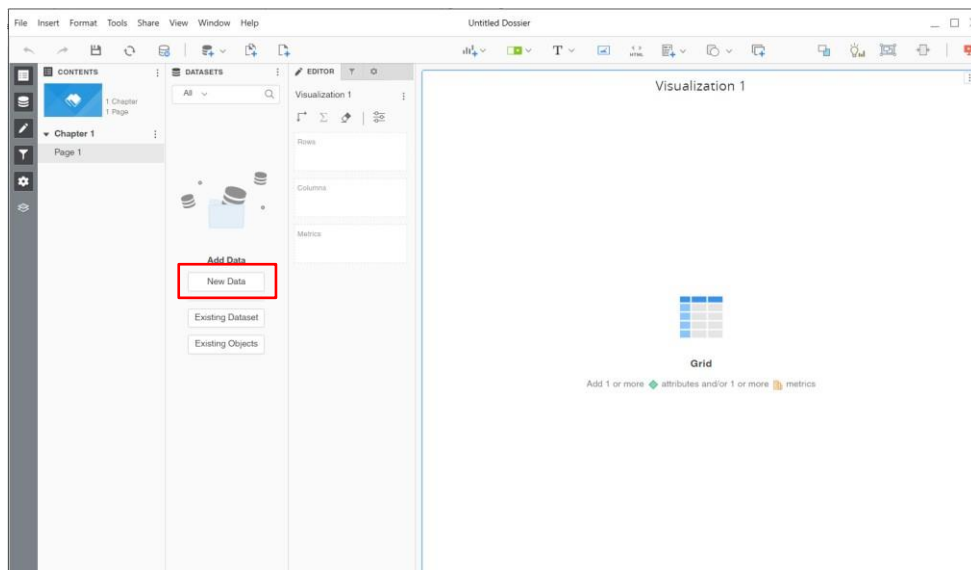 File Insert Format Tools Share View Window Help
Untitled Dossier
T
HTML
CONTENTS
1 Chapter
1 Page
Chapter 1
Page 1
DATASETS
All
Add Data
New Data
Existing Dataset
Existing Objects
EDITOR
Visualization 1
Rows
Columns
Metrics
Visualization 1
Grid
Add 1 or more attributes and/or 1 or more metrics